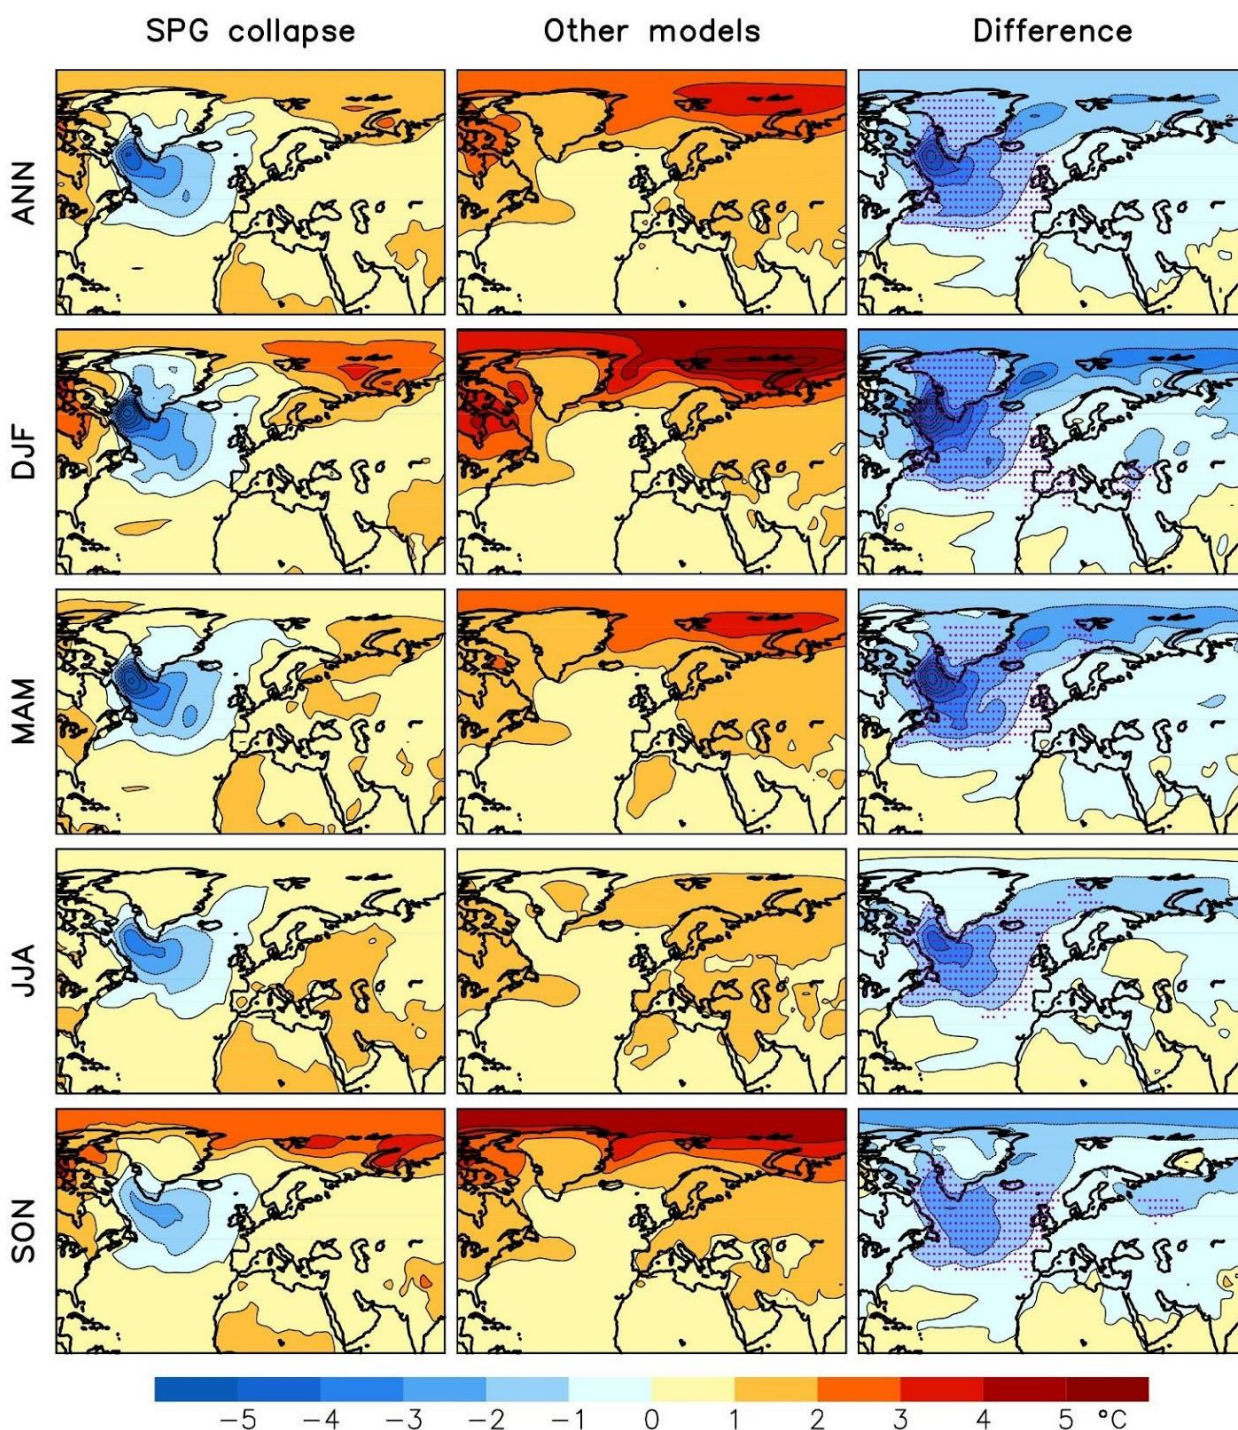 SPG collapse Other models Difference
ANN
DJF
MAM
JJA
SON
−5 −4 −3 −2 −1 0 1 2 3 4 5 °C